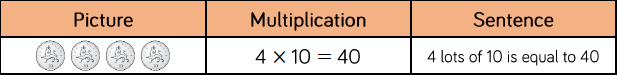 Picture Multiplication Sentence
4 × 10 = 40 4 lots of 10 is equal to 40